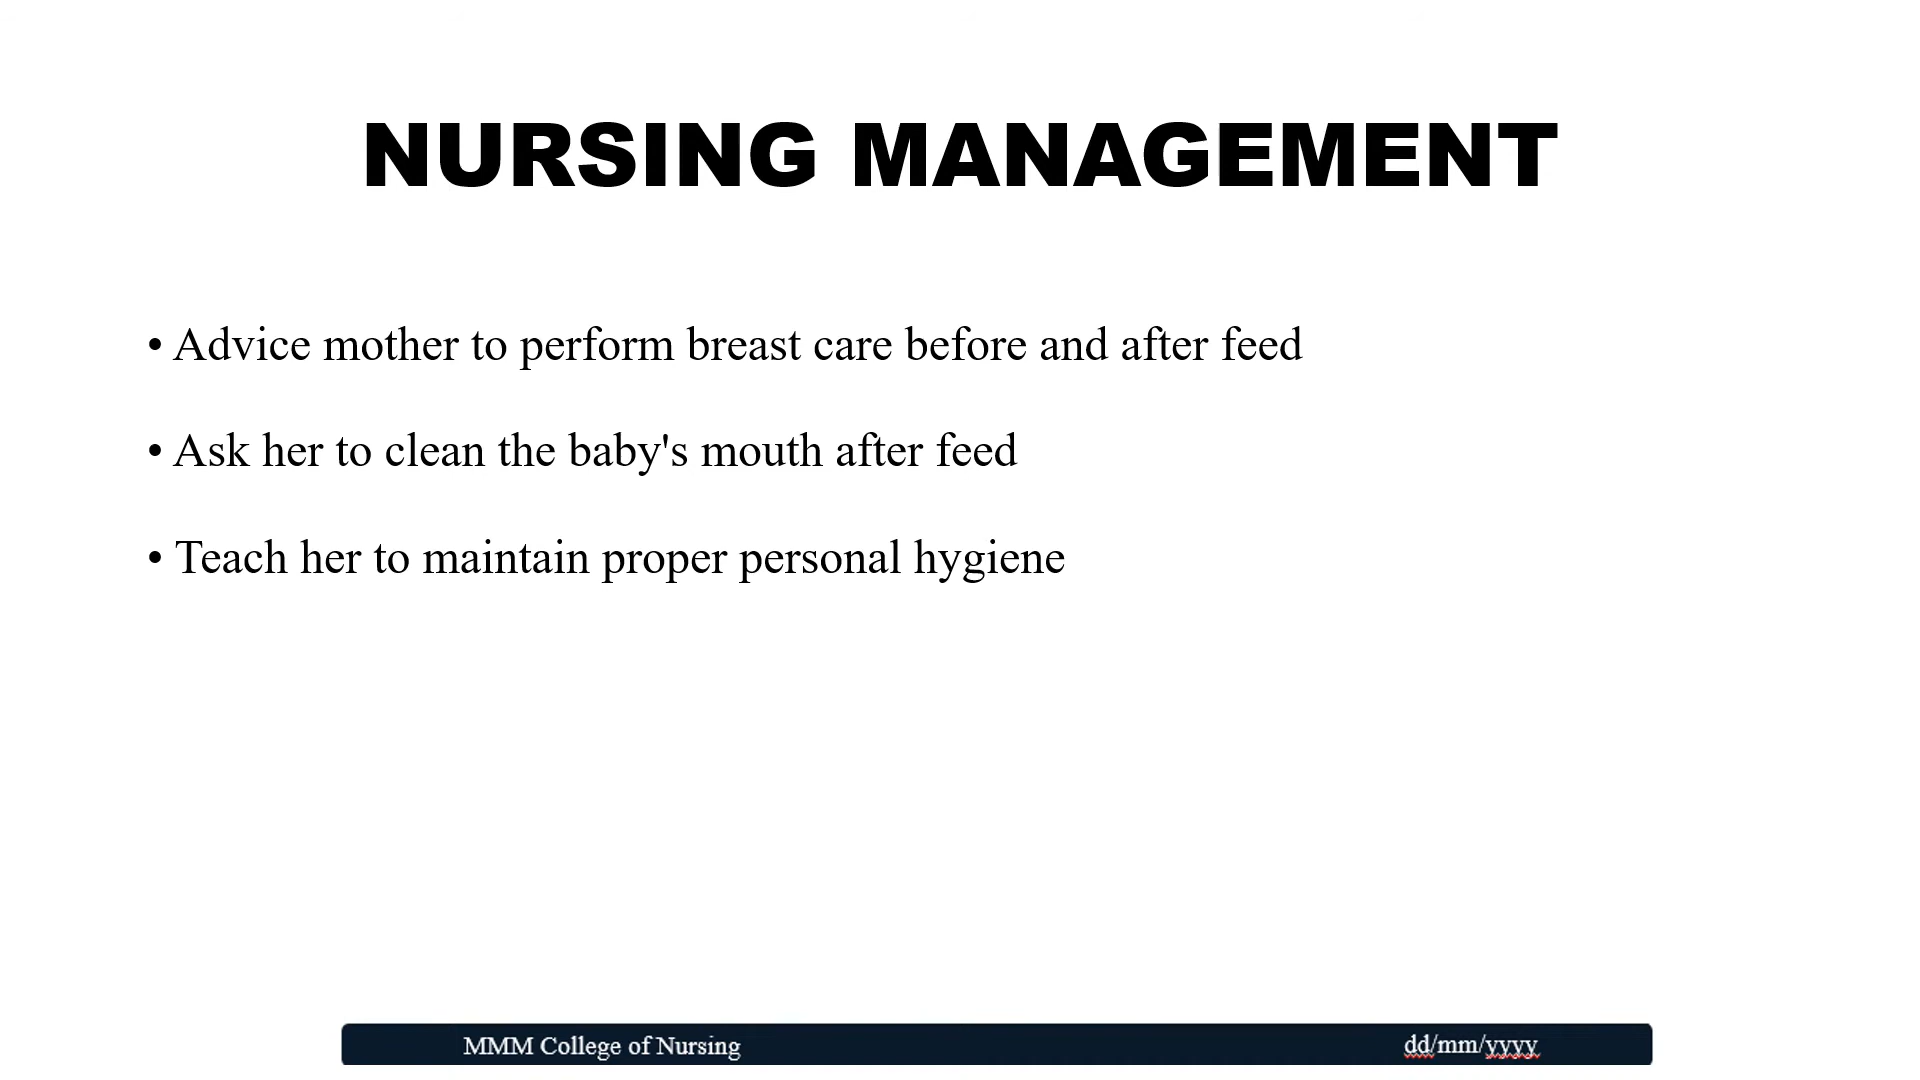 NURSING MANAGEMENT
• Advice mother to perform breast care before and after feed
• Ask her to clean the baby's mouth after feed
• Teach her to maintain proper personal hygiene
MMM College of Nursing dd/mm/yyyy